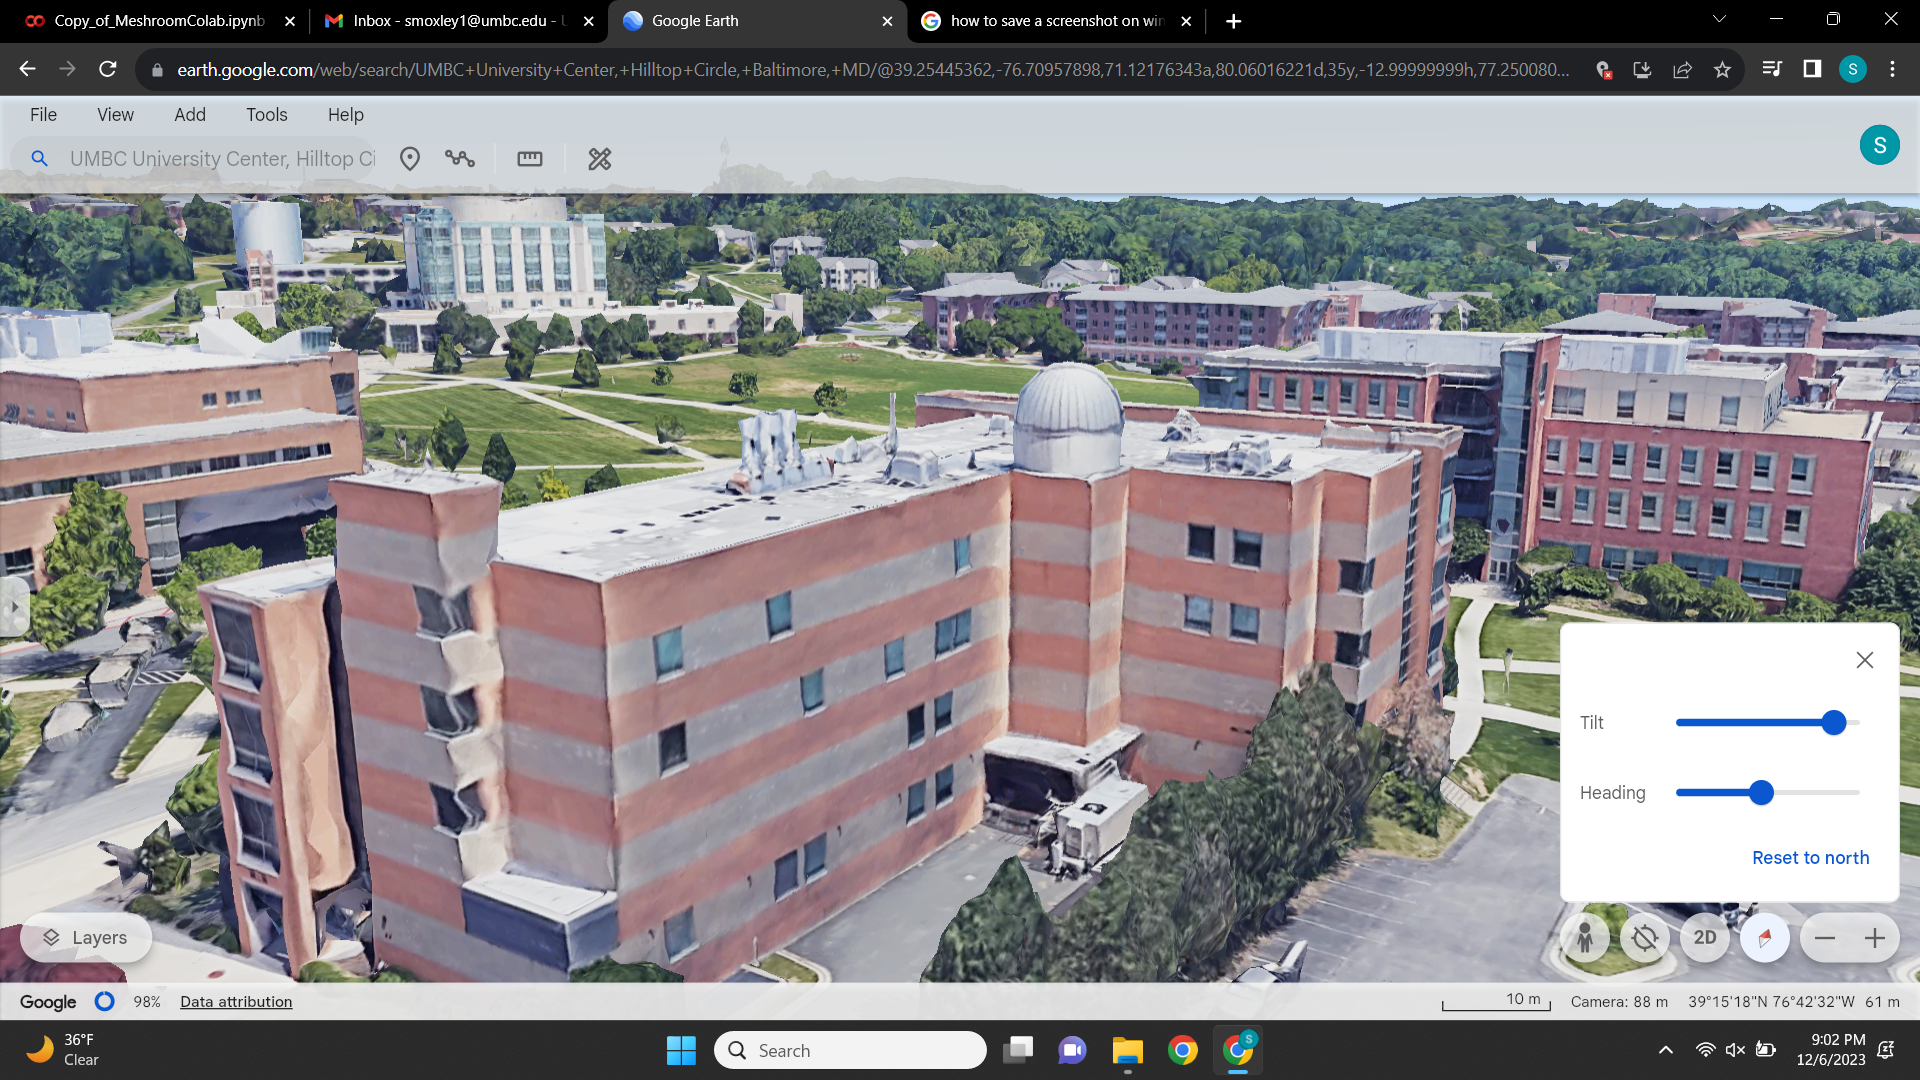 Copy_of_MeshroomColab.ipynb
Inbox - smoxley1@umbc.edu - U
Google Earth
how to save a screenshot on win
earth.google.com/web/search/UMBC+University+Center,+Hilltop+Circle,+Baltimore,+MD/@39.25445362,-76.70957898,71.12176343a,80.06016221d,35y,-12.99999999h,77.250080...
S
File View Add Tools Help
UMBC University Center, Hilltop Ci
S
Tilt
Heading
Reset to north
Layers
2D
Google 98% Data attribution
10 m Camera: 88 m 39°15'18"N 76°42'32"W 61 m
36°F
Clear
Search
S
9:02 PM
12/6/2023